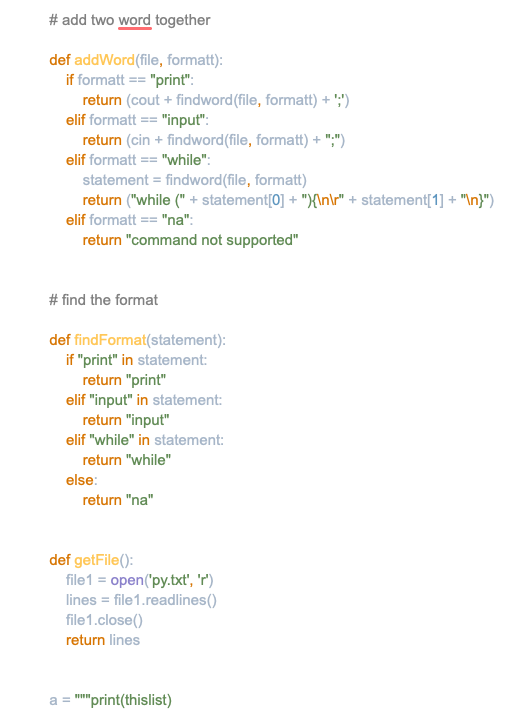 # add two word together
def addWord(file, formatt):
    if formatt == "print":
        return (cout + findword(file, formatt) + ';')
    elif formatt == "input":
        return (cin + findword(file, formatt) + ";")
    elif formatt == "while":
        statement = findword(file, formatt)
        return ("while (" + statement[0] + "){\n\r" + statement[1] + "\n}")
    elif formatt == "na":
        return "command not supported"
# find the format
def findFormat(statement):
    if "print" in statement:
        return "print"
    elif "input" in statement:
        return "input"
    elif "while" in statement:
        return "while"
    else:
        return "na"
def getFile():
    file1 = open('py.txt', 'r')
    lines = file1.readlines()
    file1.close()
    return lines
a = """print(thislist)